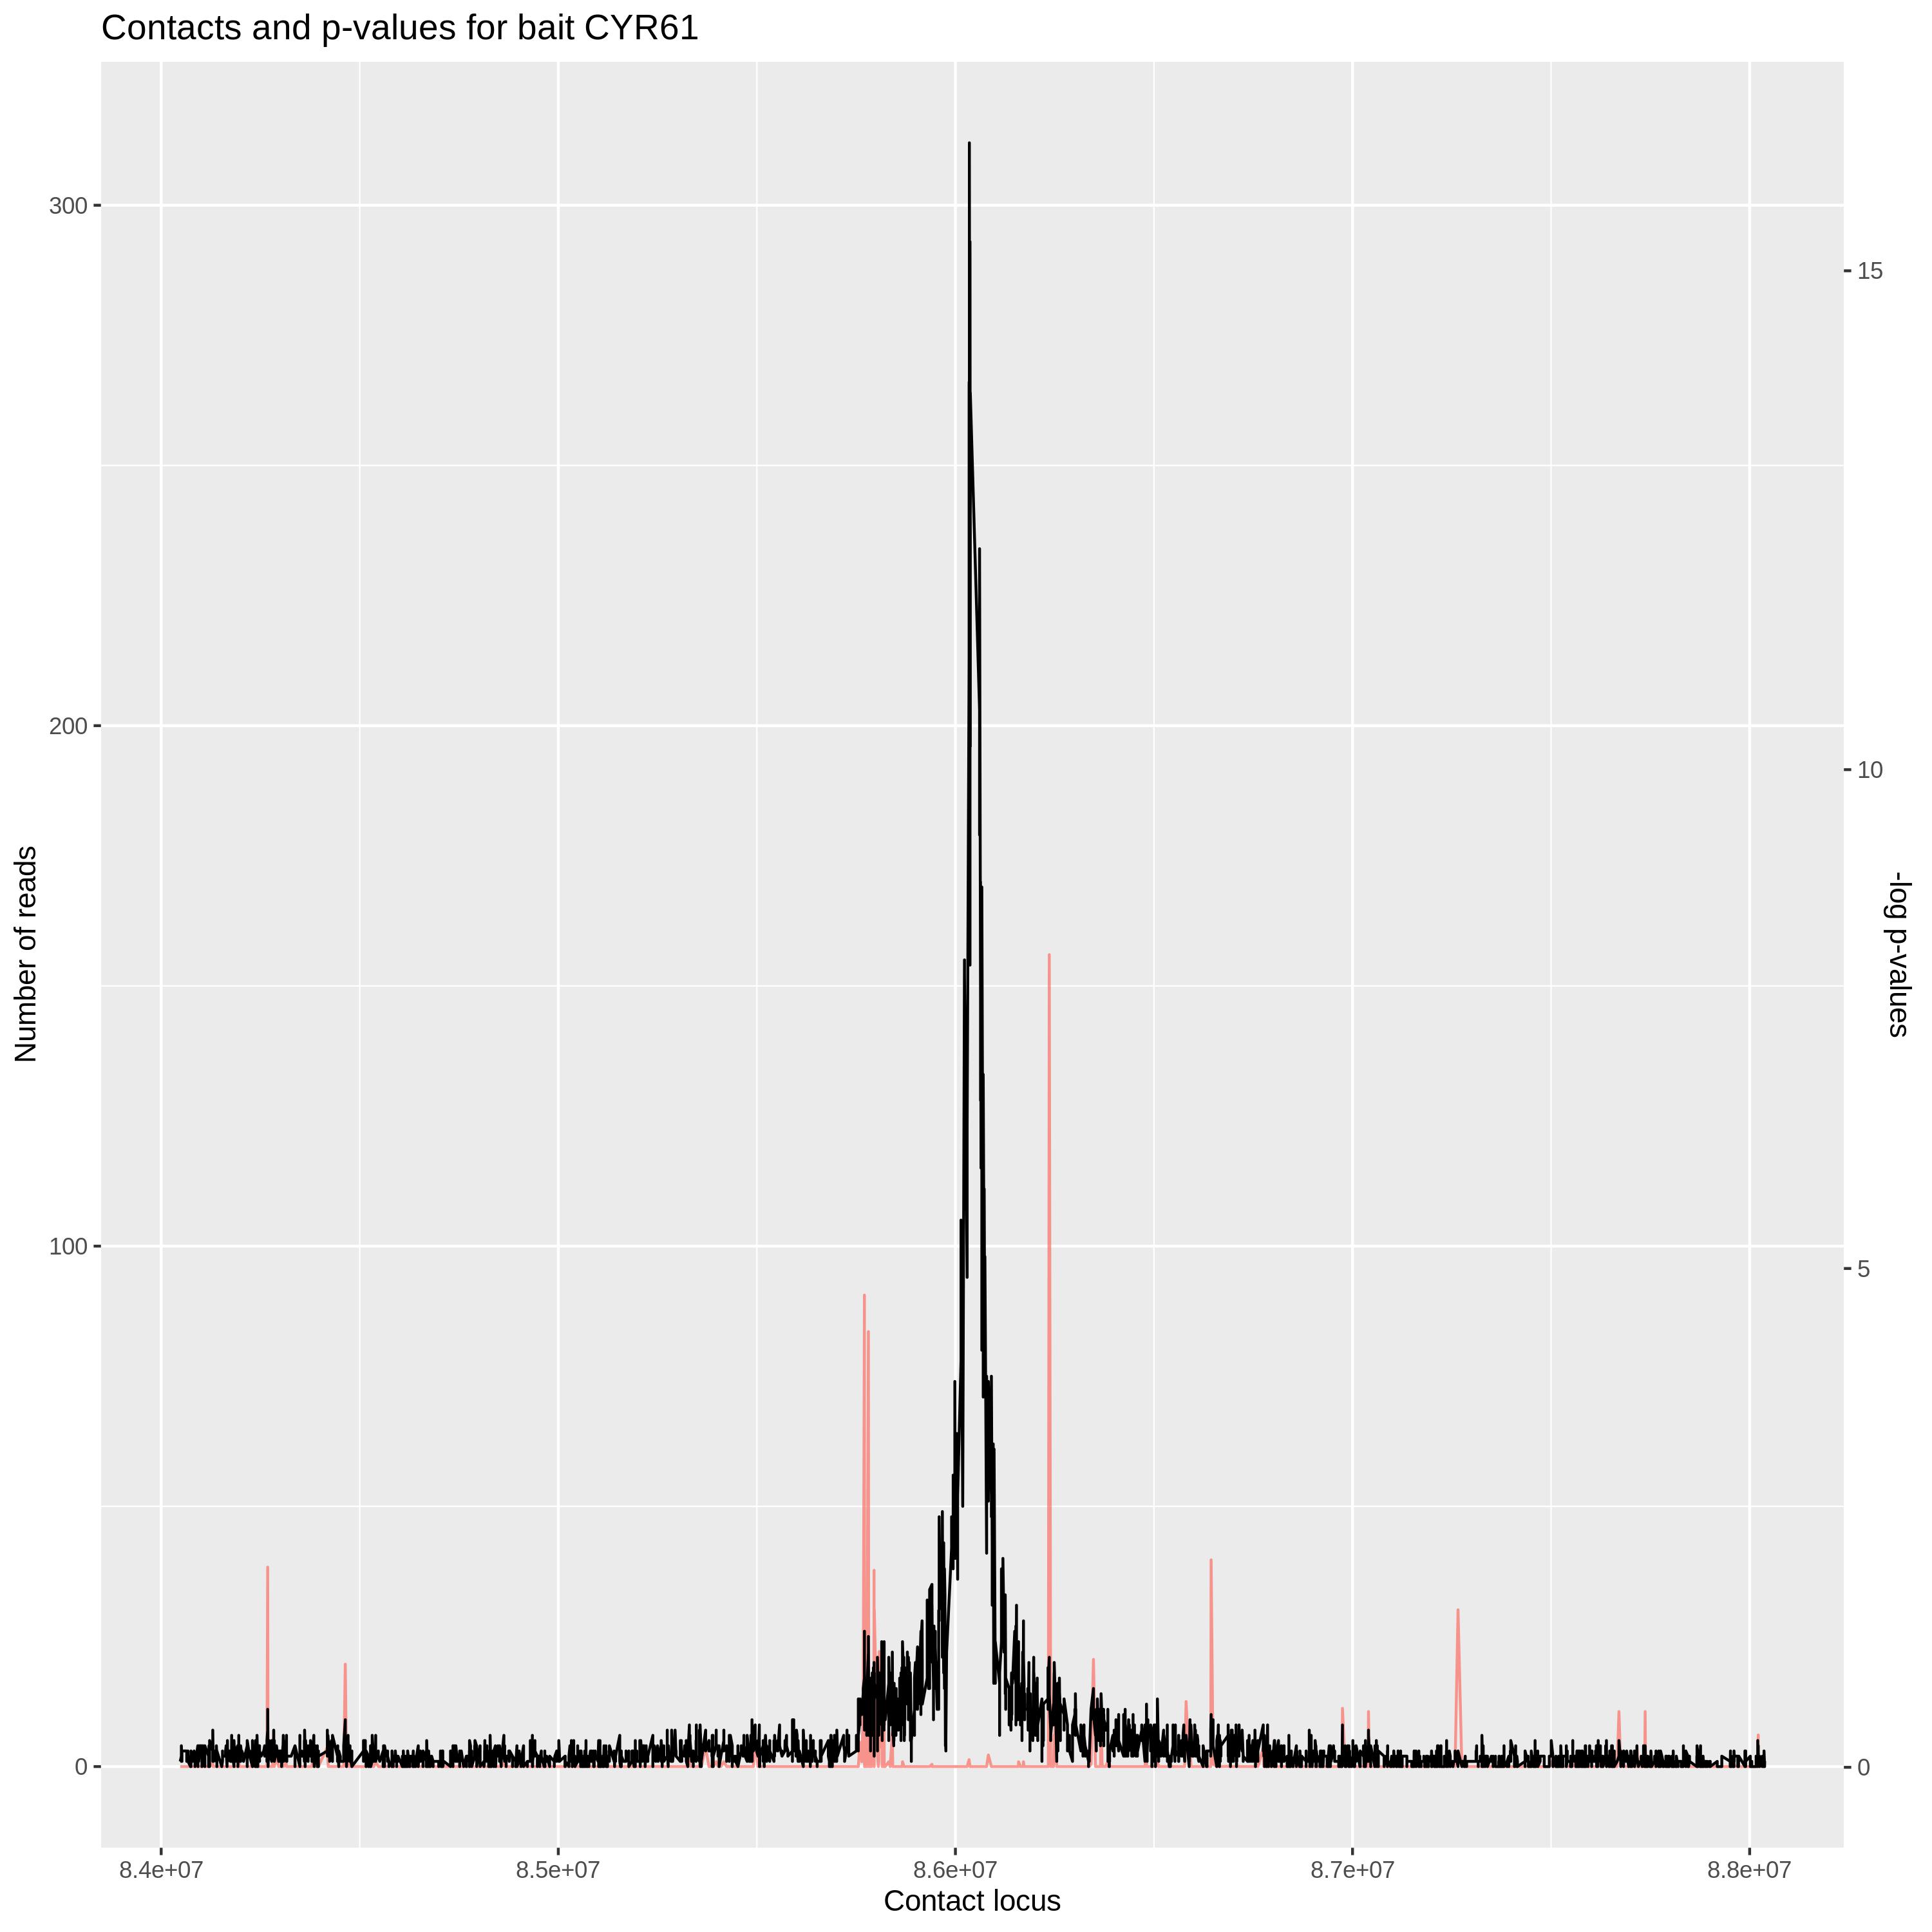 Contacts and p-values for bait CYR61
300
200
100
0
Number of reads
15
10
5
0
-log p-values
8.4e+07
8.5e+07
8.6e+07
8.7e+07
8.8e+07
Contact locus